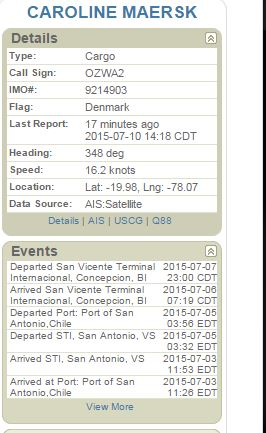 CAROLINE MAERSK
Details
Type: Cargo
Call Sign: OZWA2
IMO#: 9214903
Flag: Denmark
Last Report: 17 minutes ago
2015-07-10 14:18 CDT
Heading: 348 deg
Speed: 16.2 knots
Location: Lat: -19.98, Lng: -78.07
Data Source: AIS:Satellite
Details | AIS | USCG | Q88
Events
Departed San Vicente Terminal 2015-07-07
Internacional, Concepcion, BI 23:00 CDT
Arrived San Vicente Terminal 2015-07-06
Internacional, Concepcion, BI 07:19 CDT
Departed Port: Port of San 2015-07-05
Antonio,Chile 03:56 EDT
Departed STI, San Antonio, VS 2015-07-05
03:32 EDT
Arrived STI, San Antonio, VS 2015-07-03
11:53 EDT
Arrived at Port: Port of San 2015-07-03
Antonio,Chile 11:26 EDT
View More